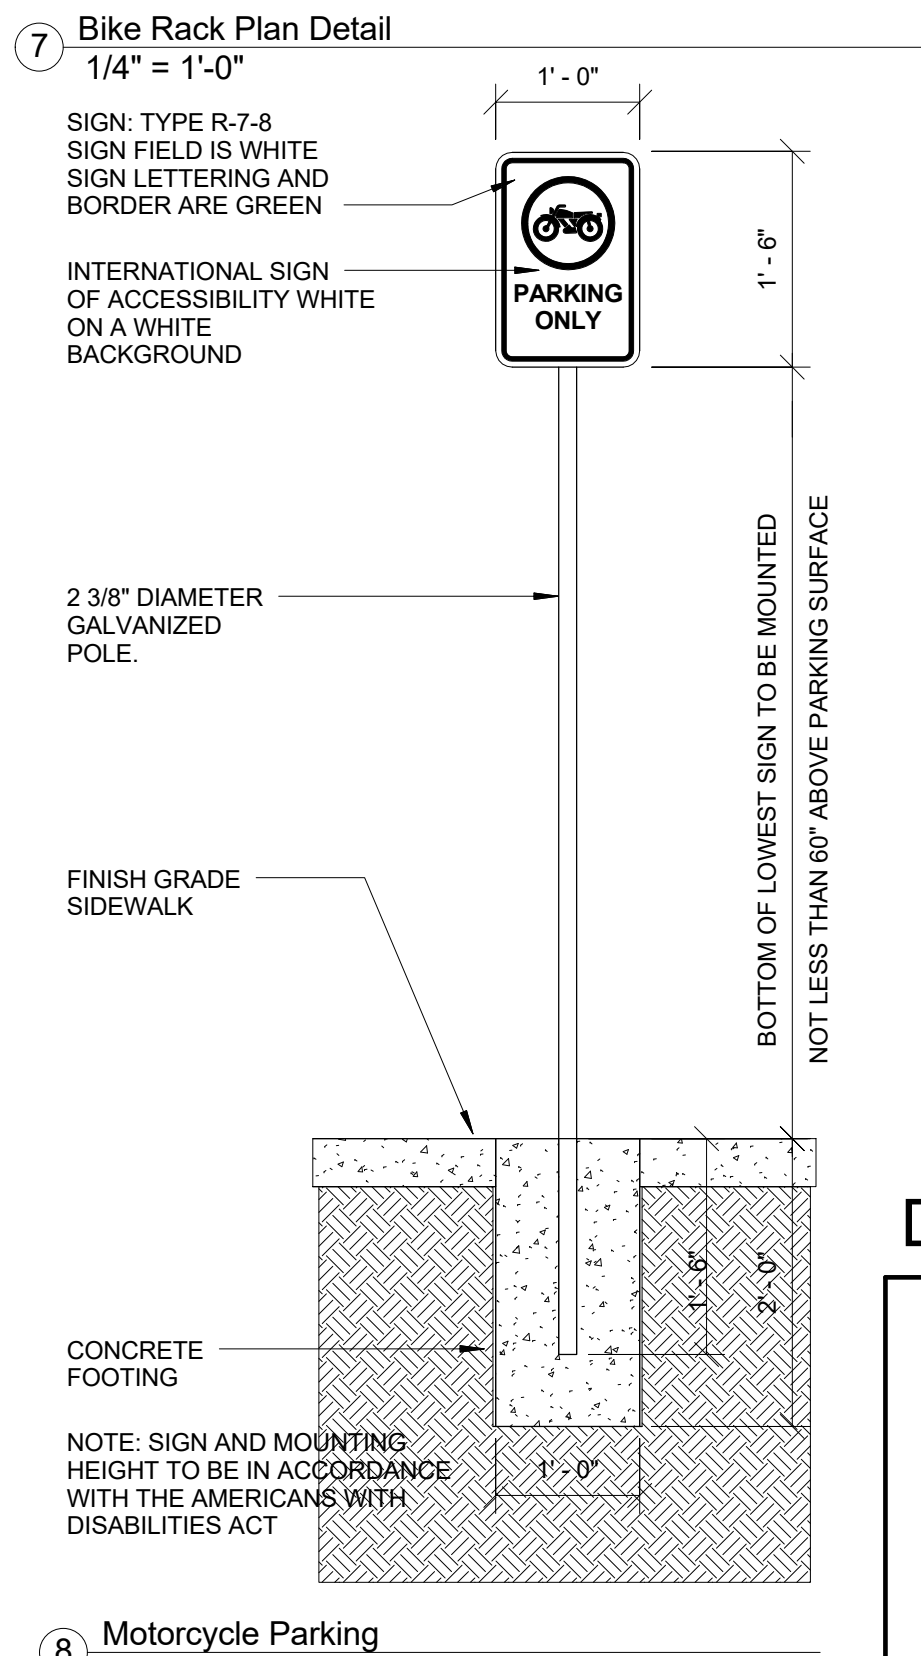 7
Bike Rack Plan Detail
1/4" = 1'-0"
1' - 0"
SIGN: TYPE R-7-8
SIGN FIELD IS WHITE
SIGN LETTERING AND
BORDER ARE GREEN
INTERNATIONAL SIGN
OF ACCESSIBILITY WHITE
ON A WHITE
BACKGROUND
PARKING
ONLY
1' - 6"
2 3/8" DIAMETER
GALVANIZED
POLE.
BOTTOM OF LOWEST SIGN TO BE MOUNTED
NOT LESS THAN 60" ABOVE PARKING SURFACE
FINISH GRADE
SIDEWALK
1' - 6"
2' - 0"
CONCRETE
FOOTING
NOTE: SIGN AND MOUNTING
HEIGHT TO BE IN ACCORDANCE
WITH THE AMERICANS WITH
DISABILITIES ACT
1' - 0"
8
Motorcycle Parking